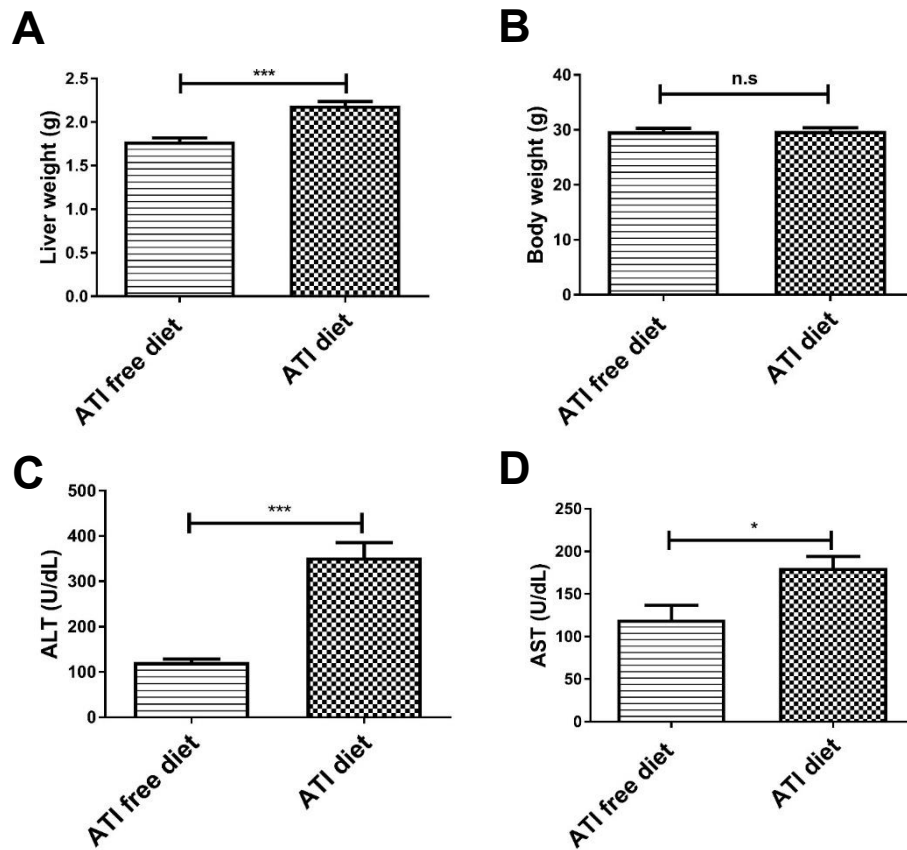 A
Liver weight (g)
2.5
2.0
1.5
1.0
0.5
0.0
***
ATI free diet
ATI diet
B
Body weight (g)
40
30
20
10
0
n.s
ATI free diet
ATI diet
C
ALT (U/dL)
500
400
300
200
100
0
***
ATI free diet
ATI diet
D
AST (U/dL)
250
200
150
100
50
0
*
ATI free diet
ATI diet